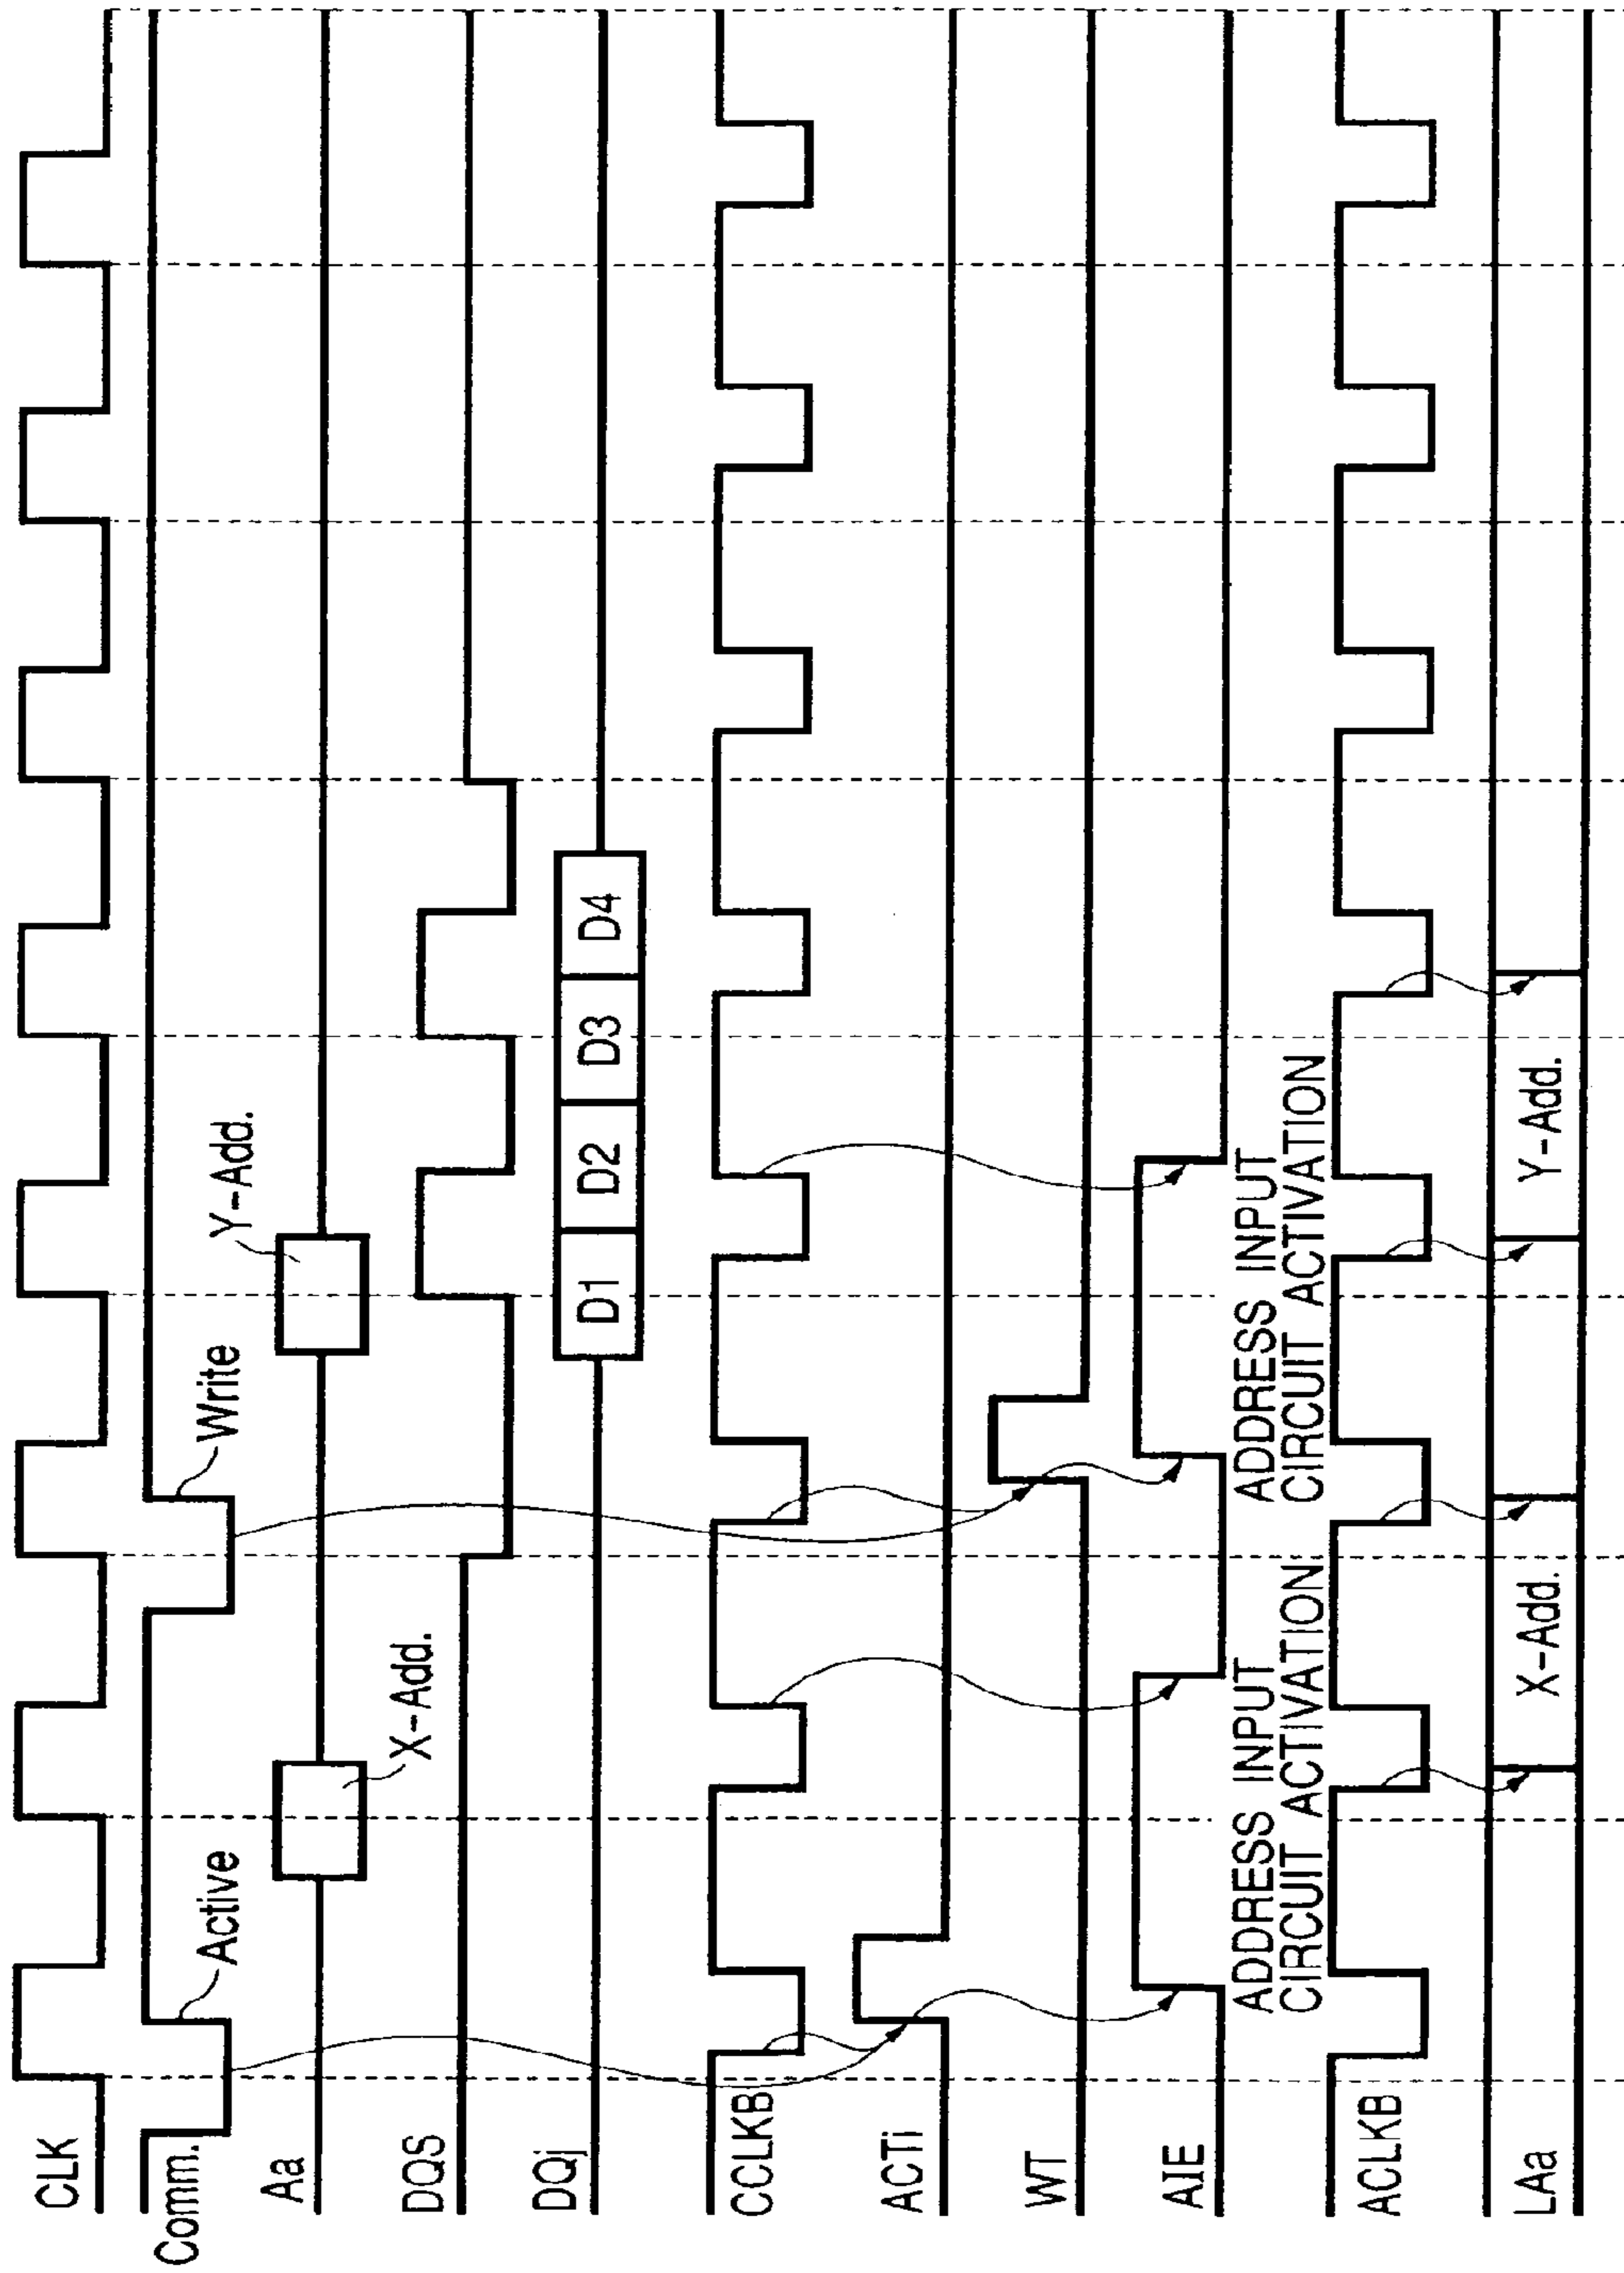 CLK
Comm.
Active
Write
Aa
X-Add.
Y-Add.
DQS
DQj
D1 D2 D3 D4
CCLKB
ACTi
WT
AIE
ADDRESS INPUT
CIRCUIT ACTIVATION
ADDRESS INPUT
CIRCUIT ACTIVATION
ACLKB
LAa
X-Add.
Y-Add.